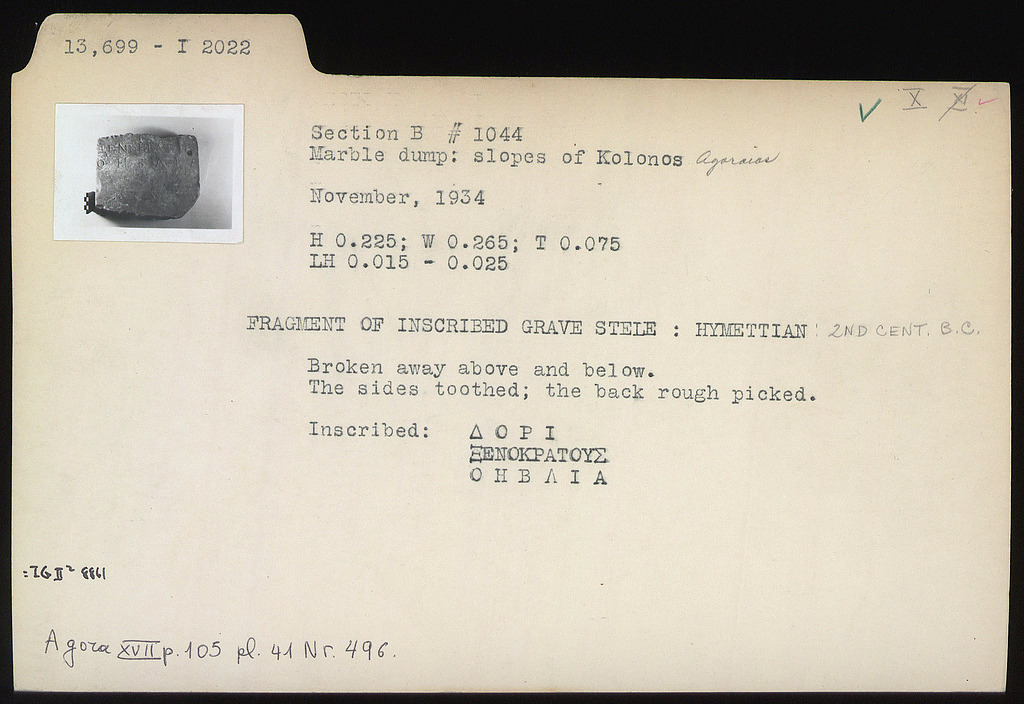 13,699 - I 2022
X XI
Section B # 1044
Marble dump: slopes of Kolonos Agoraios
November, 1934
H 0.225; W 0.265; T 0.075
LH 0.015 - 0.025
FRAGMENT OF INSCRIBED GRAVE STELE : HYMETTIAN : 2ND CENT. B.C.
Broken away above and below.
The sides toothed; the back rough picked.
Inscribed: Δ Ο Ρ Ι
ΞΕΝΟΚΡΑΤΟΥΣ
Ο Η Β Λ Ι Α
=IG II² 8861
Agora XVII p. 105 pl. 41 Nr. 496.